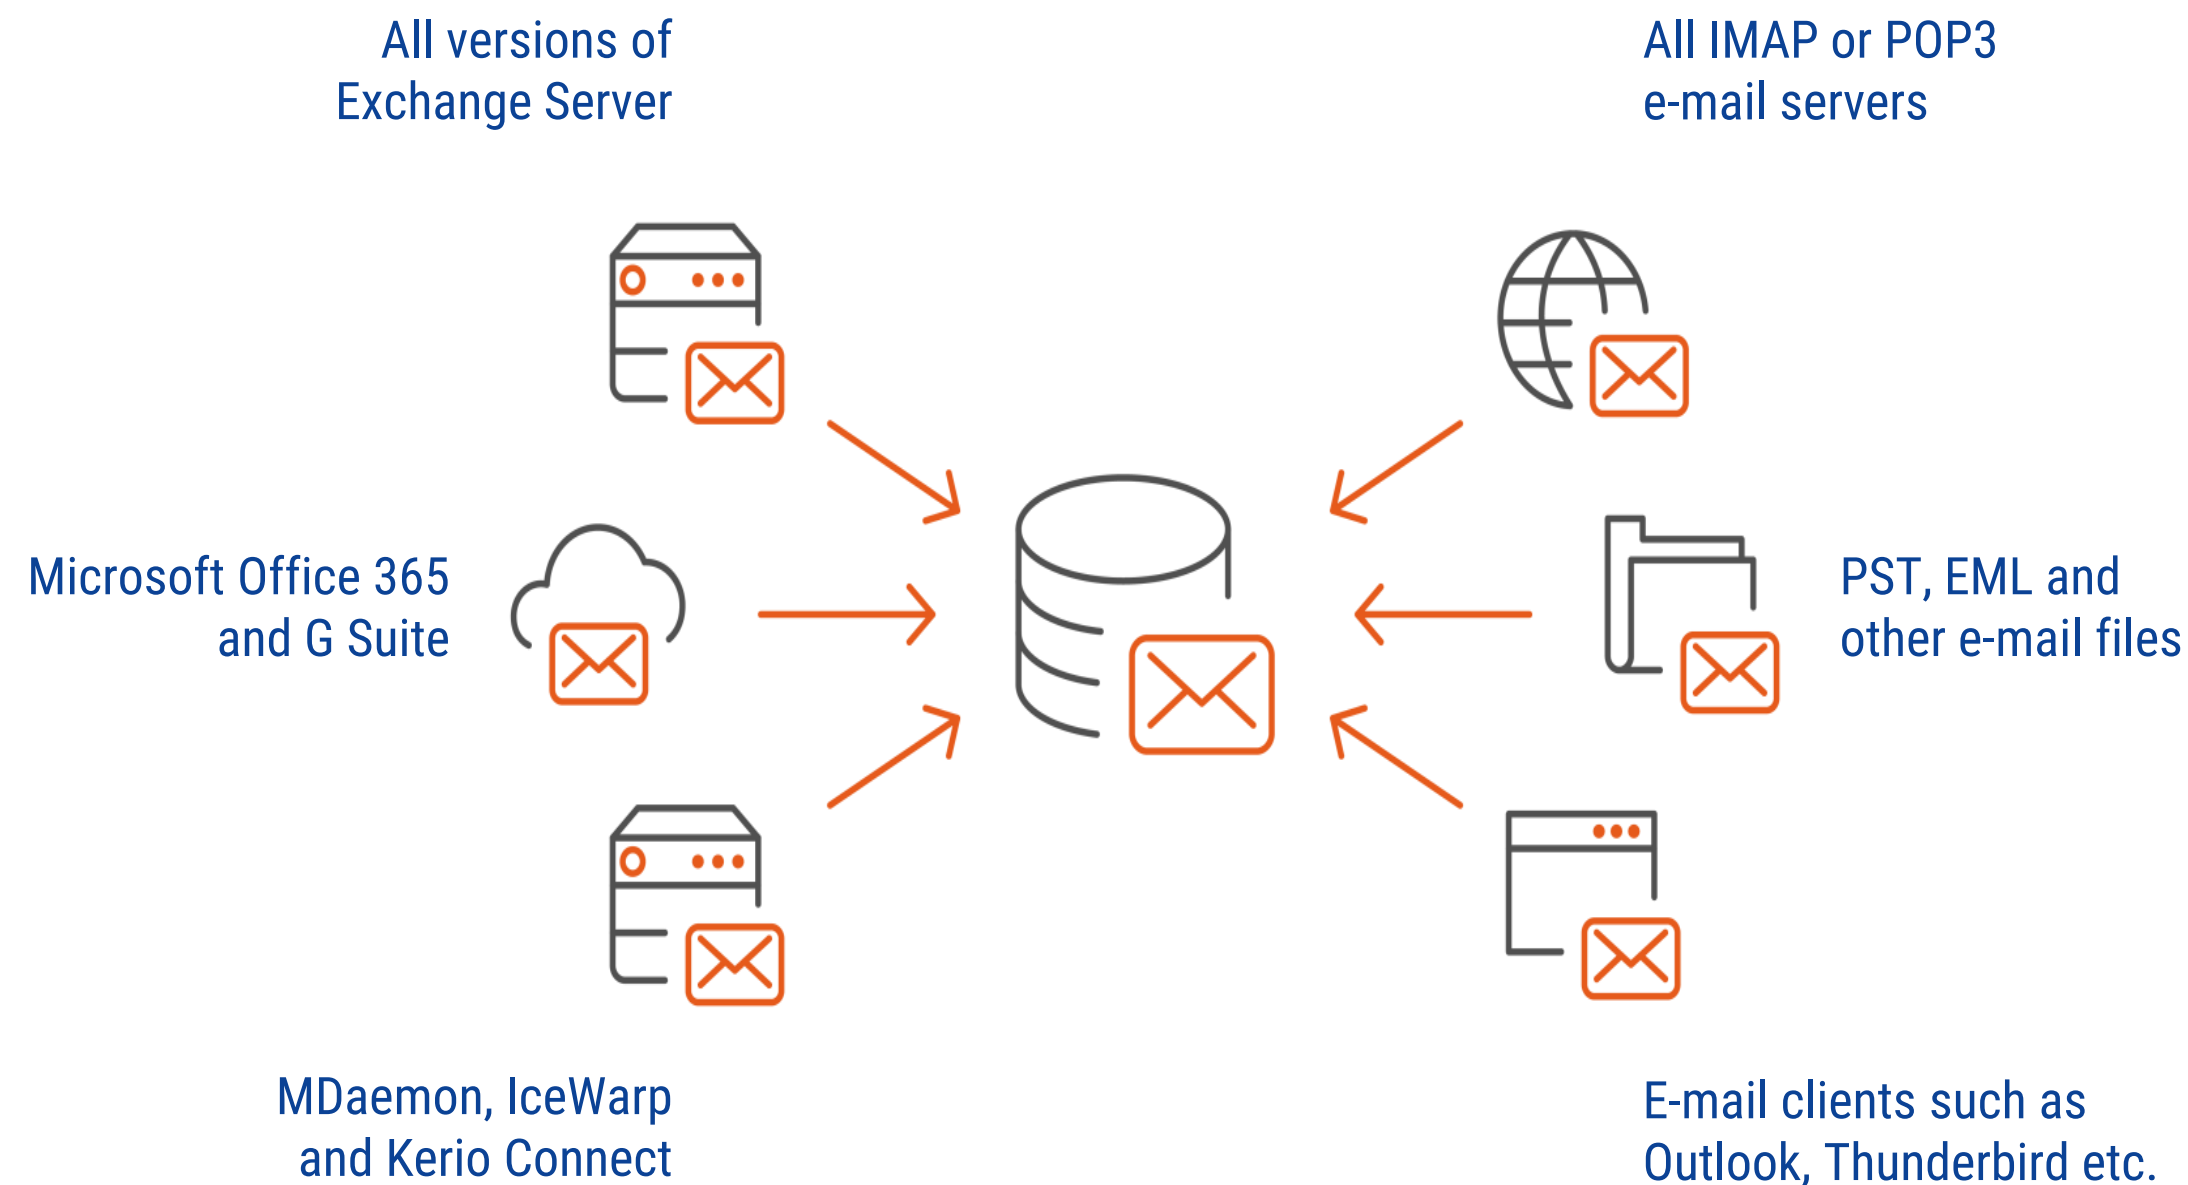 All versions of
Exchange Server
All IMAP or POP3
e-mail servers
Microsoft Office 365
and G Suite
PST, EML and
other e-mail files
MDaemon, IceWarp
and Kerio Connect
E-mail clients such as
Outlook, Thunderbird etc.